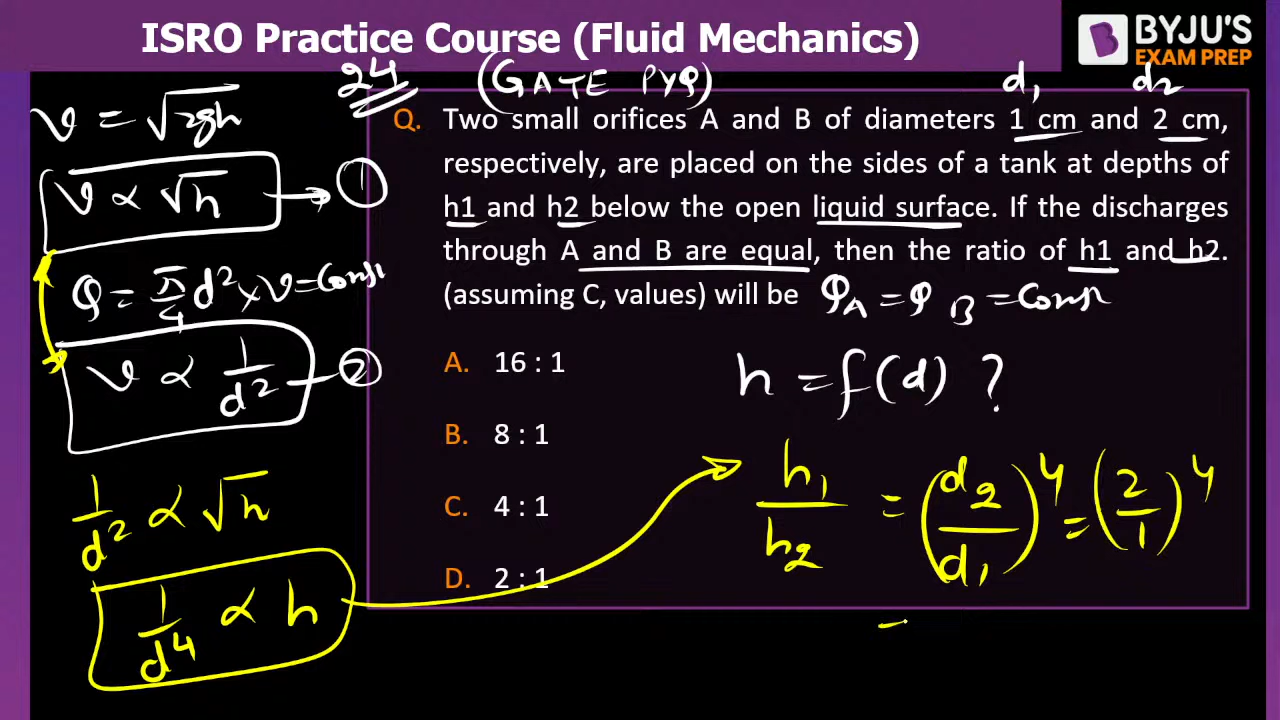 ISRO Practice Course (Fluid Mechanics)
BYJU'S
EXAM PREP
24 (GATE PYQ) d₁ d₂
Q. Two small orifices A and B of diameters 1 cm and 2 cm,
respectively, are placed on the sides of a tank at depths of
h1 and h2 below the open liquid surface. If the discharges
through A and B are equal, then the ratio of h1 and h2.
(assuming C, values) will be Q_A = Q_B = Const
A. 16 : 1
B. 8 : 1
C. 4 : 1
D. 2 : 1
v = √2gh
v ∝ √h → ①
Q = π/4 d² × v = Const
v ∝ 1/d² – ②
1/d² ∝ √h
1/d⁴ ∝ h
h = f(d) ?
h₁/h₂ = (d₂/d₁)⁴ = (2/1)⁴
=